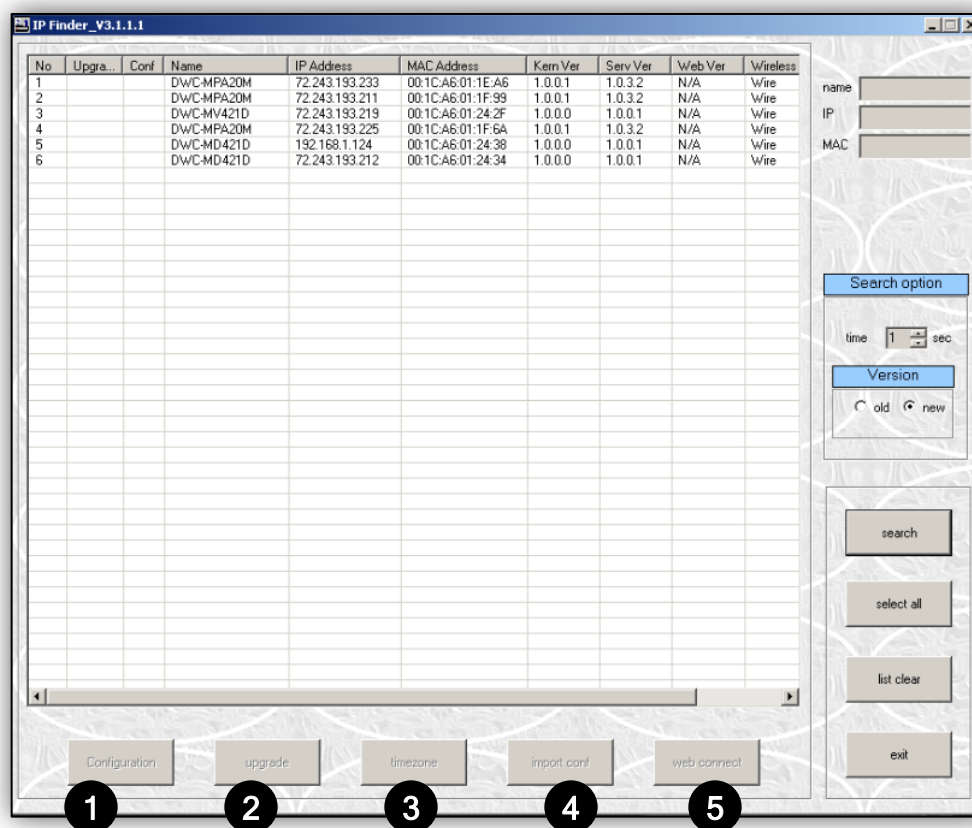 IP Finder_V3.1.1.1
No Upgra... Conf Name IP Address MAC Address Kern Ver Serv Ver Web Ver Wireless
1 DWC-MPA20M 72.243.193.233 00:1C:A6:01:1E:A6 1.0.0.1 1.0.3.2 N/A Wire
2 DWC-MPA20M 72.243.193.211 00:1C:A6:01:1F:99 1.0.0.1 1.0.3.2 N/A Wire
3 DWC-MV421D 72.243.193.219 00:1C:A6:01:24:2F 1.0.0.0 1.0.0.1 N/A Wire
4 DWC-MPA20M 72.243.193.225 00:1C:A6:01:1F:6A 1.0.0.1 1.0.3.2 N/A Wire
5 DWC-MD421D 192.168.1.124 00:1C:A6:01:24:38 1.0.0.0 1.0.0.1 N/A Wire
6 DWC-MD421D 72.243.193.212 00:1C:A6:01:24:34 1.0.0.0 1.0.0.1 N/A Wire
name
IP
MAC
Search option
time 1 sec
Version
old new
search
select all
list clear
exit
Configuration upgrade timezone import conf web connect
1 2 3 4 5